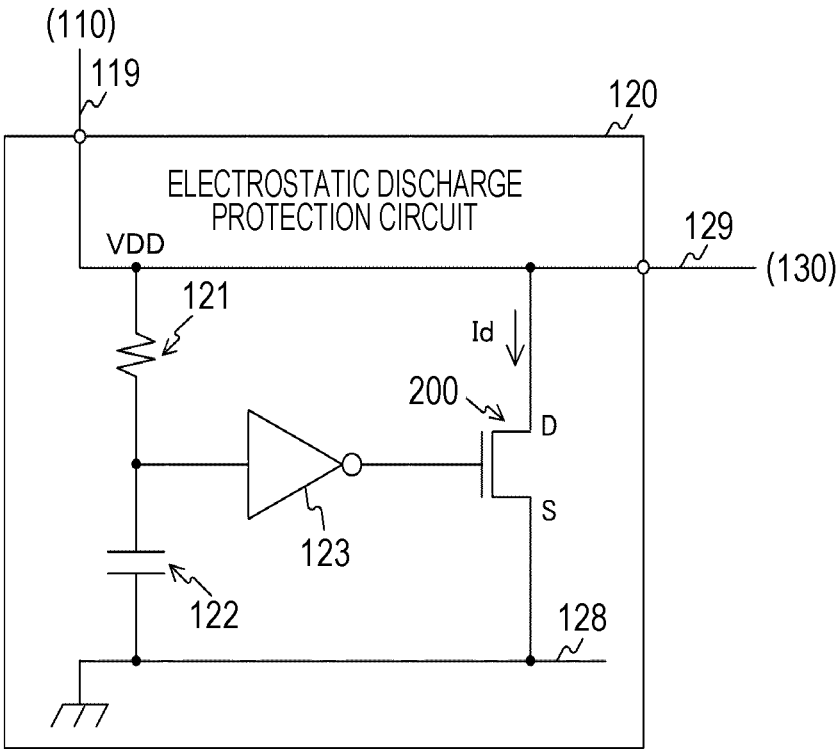 (110)
119
120
ELECTROSTATIC DISCHARGE
PROTECTION CIRCUIT
VDD
129
(130)
121
Id
200
D
S
123
122
128